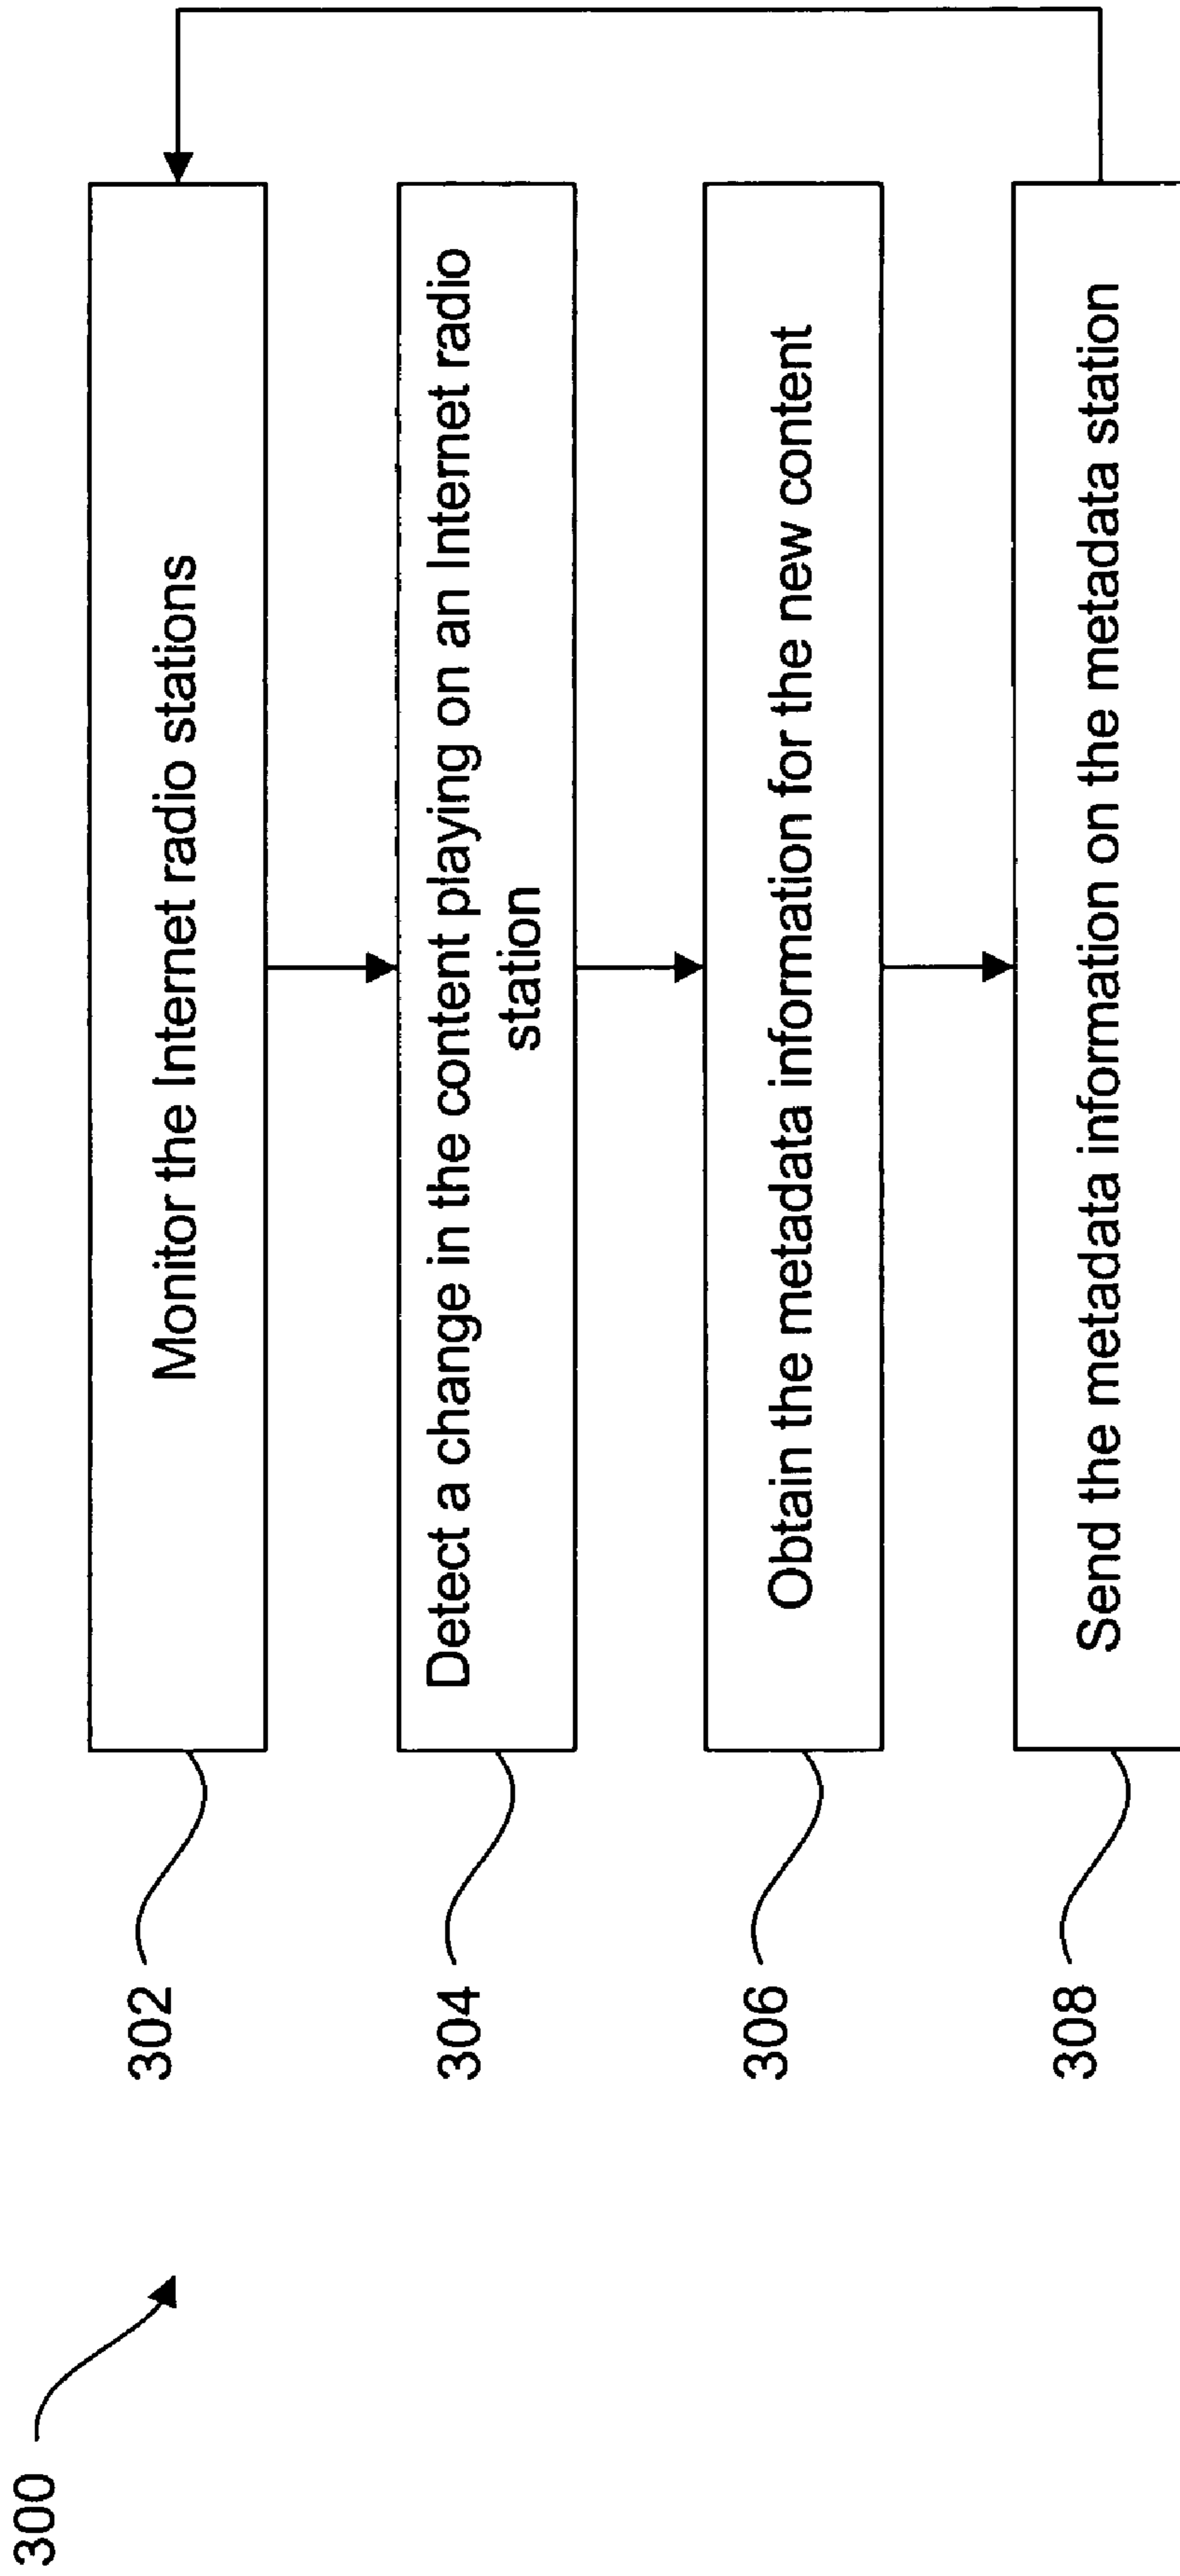 300
302
Monitor the Internet radio stations
304
Detect a change in the content playing on an Internet radio
station
306
Obtain the metadata information for the new content
308
Send the metadata information on the metadata station